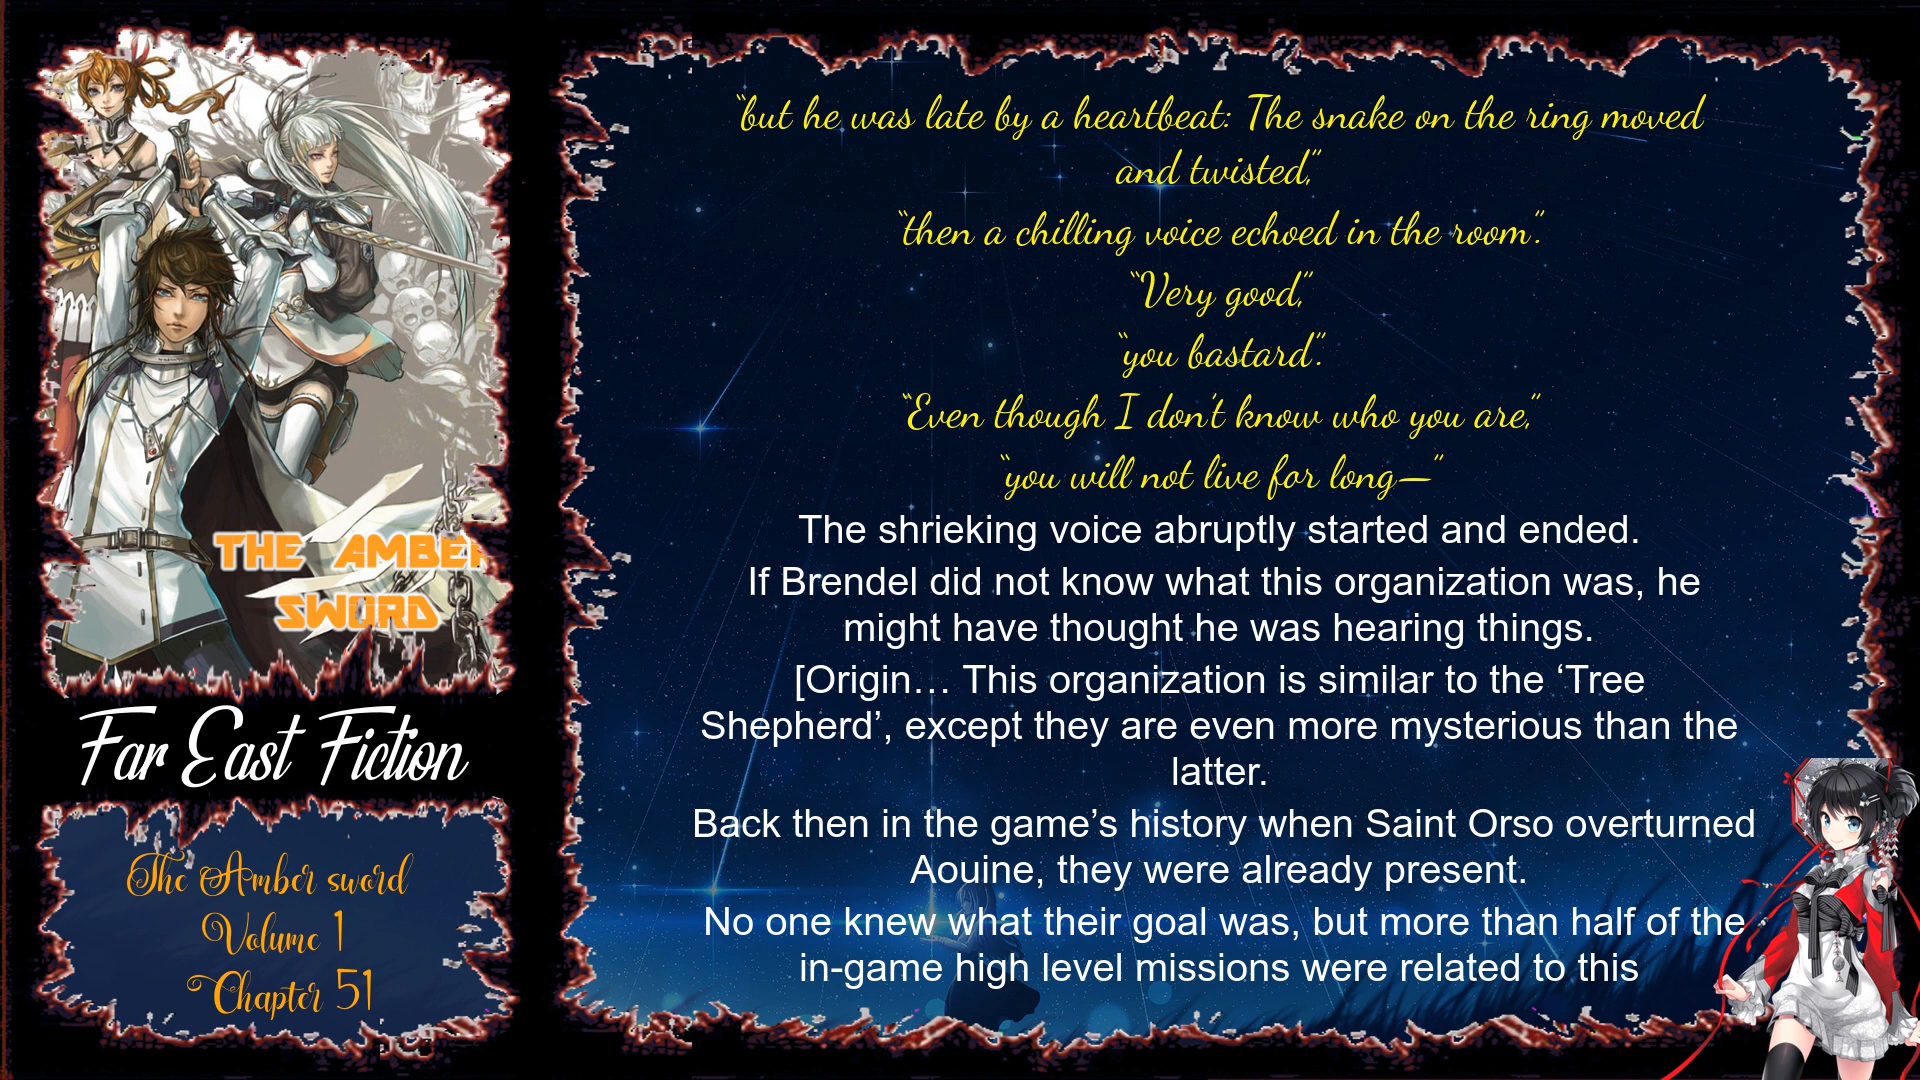 THE AMBER
SWORD
Far East Fiction
The Amber sword
Volume 1
Chapter 51
“but he was late by a heartbeat: The snake on the ring moved
and twisted,”
“then a chilling voice echoed in the room”.
“Very good,”
“you bastard”.
“Even though I don’t know who you are,”
“you will not live for long—”
The shrieking voice abruptly started and ended.
If Brendel did not know what this organization was, he
might have thought he was hearing things.
[Origin… This organization is similar to the ‘Tree
Shepherd’, except they are even more mysterious than the
latter.
Back then in the game’s history when Saint Orso overturned
Aouine, they were already present.
No one knew what their goal was, but more than half of the
in-game high level missions were related to this